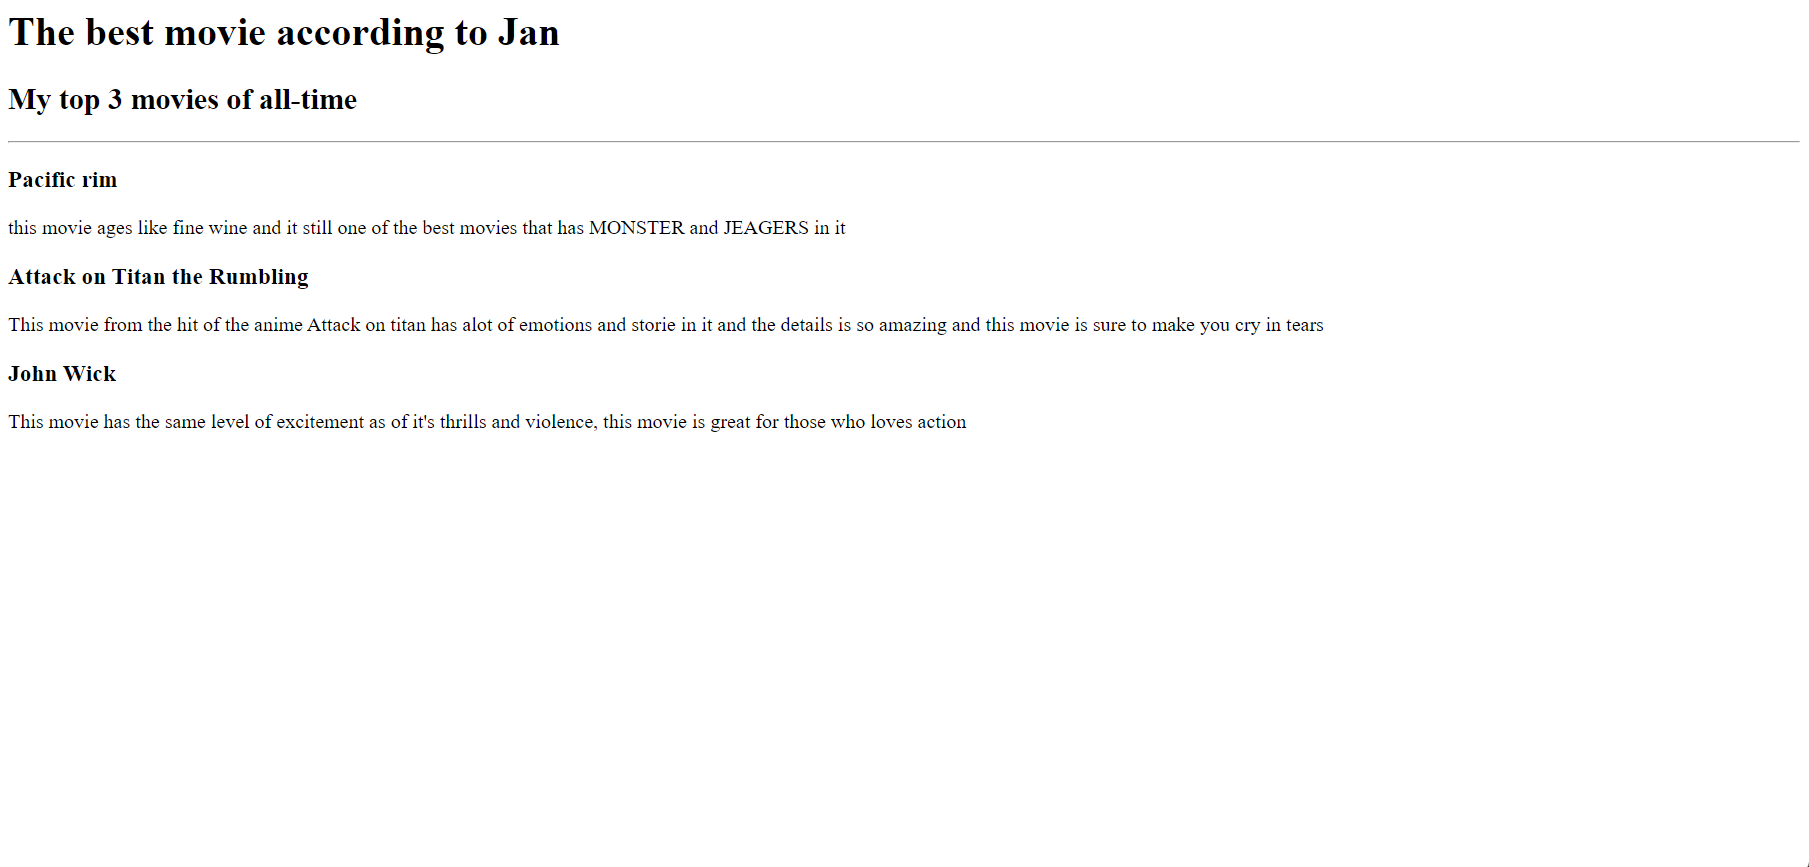 The best movie according to Jan
My top 3 movies of all-time
Pacific rim
this movie ages like fine wine and it still one of the best movies that has MONSTER and JEAGERS in it
Attack on Titan the Rumbling
This movie from the hit of the anime Attack on titan has alot of emotions and storie in it and the details is so amazing and this movie is sure to make you cry in tears
John Wick
This movie has the same level of excitement as of it's thrills and violence, this movie is great for those who loves action